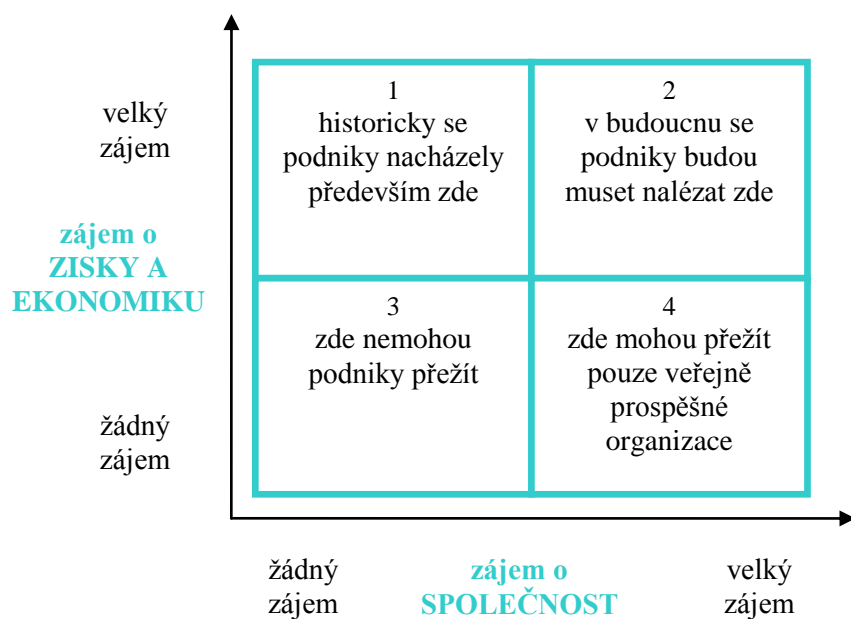 velký
zájem
1
historicky se
podniky nacházely
především zde
2
v budoucnu se
podniky budou
muset nalézat zde
zájem o
ZISKY A
EKONOMIKU
3
zde nemohou
podniky přežít
4
zde mohou přežít
pouze veřejně
prospěšné
organizace
žádný
zájem
žádný
zájem
zájem o
SPOLEČNOST
velký
zájem